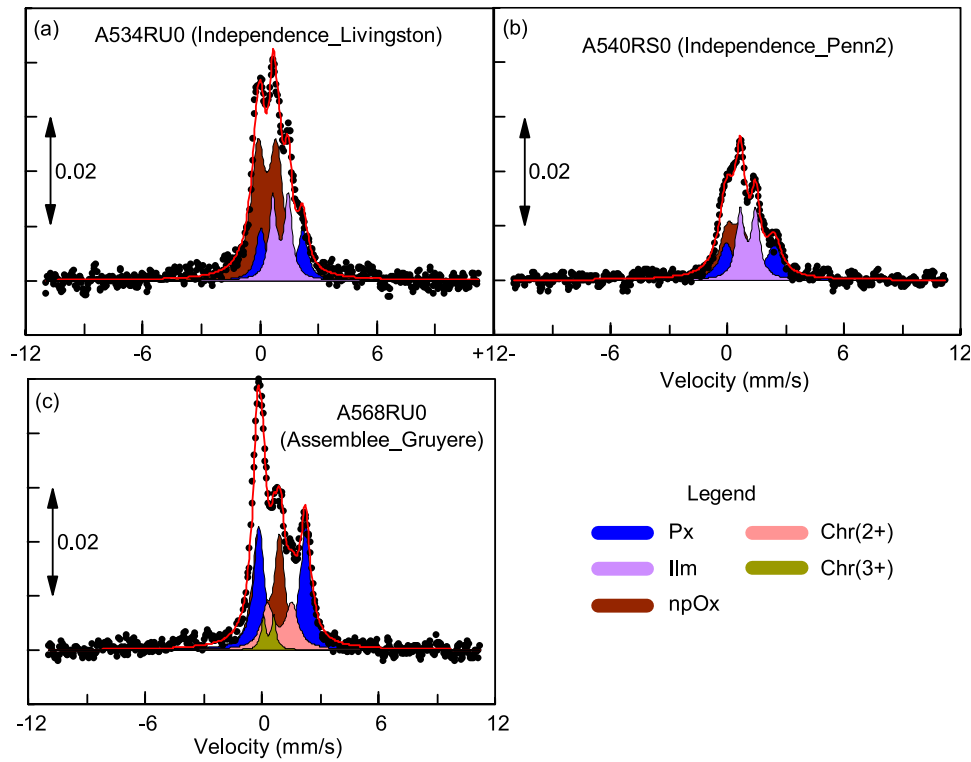 (a)
A534RU0 (Independence_Livingston)
0.02
-12
-6
0
6
+12
(b)
A540RS0 (Independence_Penn2)
0.02
-
-6
0
6
12
Velocity (mm/s)
(c)
A568RU0
(Assemblee_Gruyere)
0.02
-12
-6
0
6
12
Velocity (mm/s)
Legend
Px
Ilm
npOx
Chr(2+)
Chr(3+)